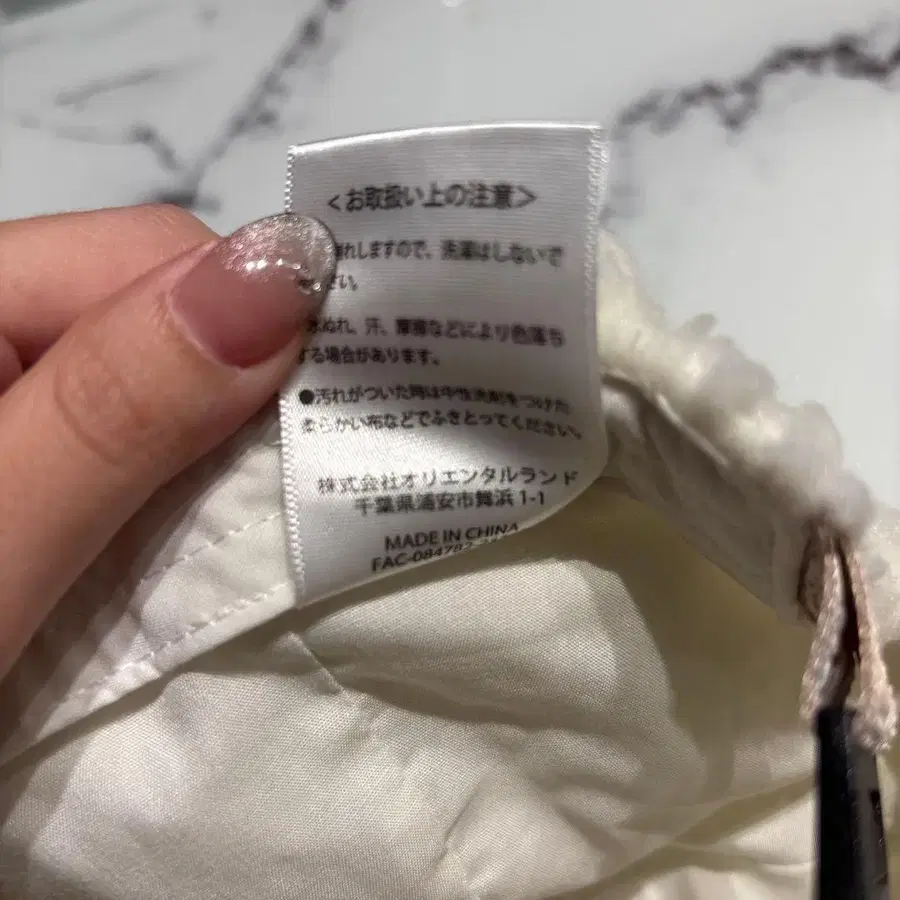 <お取扱い上の注意>
崩れしますので、洗濯はしないで
さい。
水ぬれ、汗、摩擦などにより色落ち
する場合があります。
●汚れがついた時は中性洗剤をつけた
柔らかい布などでふきとってください。
株式会社オリエンタルランド
千葉県浦安市舞浜1-1
MADE IN CHINA
FAC-084782-